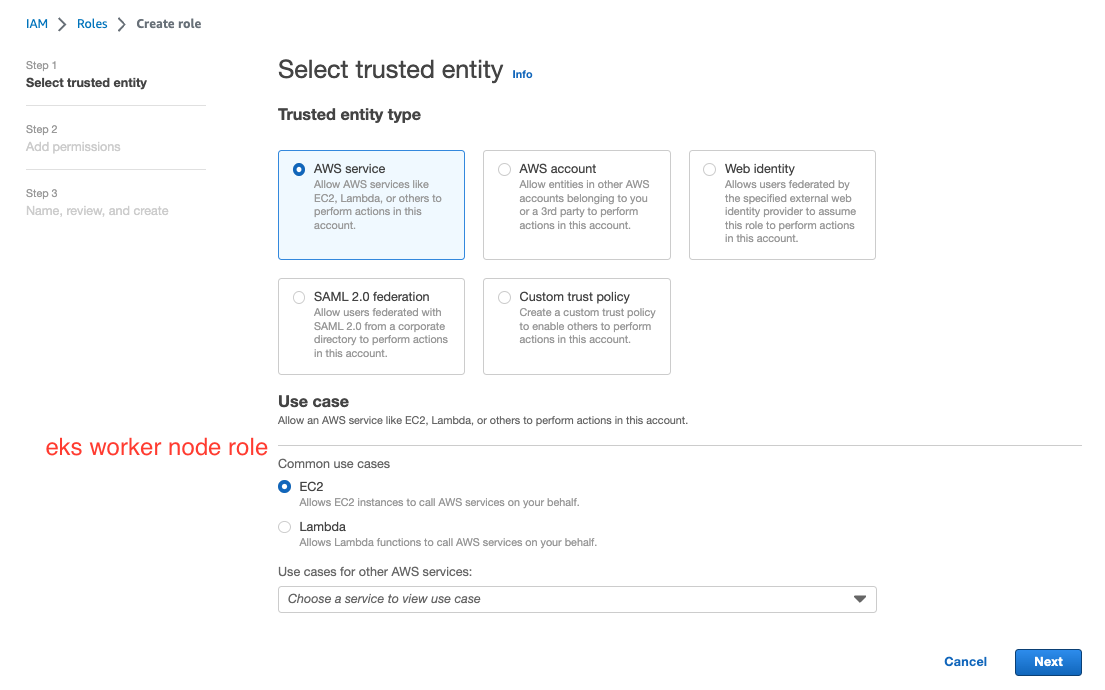 IAM > Roles > Create role
Step 1
Select trusted entity
Step 2
Add permissions
Step 3
Name, review, and create
Select trusted entity Info
Trusted entity type
AWS service
Allow AWS services like
EC2, Lambda, or others to
perform actions in this
account.
AWS account
Allow entities in other AWS
accounts belonging to you
or a 3rd party to perform
actions in this account.
Web identity
Allows users federated by
the specified external web
identity provider to assume
this role to perform actions
in this account.
SAML 2.0 federation
Allow users federated with
SAML 2.0 from a corporate
directory to perform actions
in this account.
Custom trust policy
Create a custom trust policy
to enable others to perform
actions in this account.
Use case
Allow an AWS service like EC2, Lambda, or others to perform actions in this account.
eks worker node role
Common use cases
EC2
Allows EC2 instances to call AWS services on your behalf.
Lambda
Allows Lambda functions to call AWS services on your behalf.
Use cases for other AWS services:
Choose a service to view use case
Cancel
Next